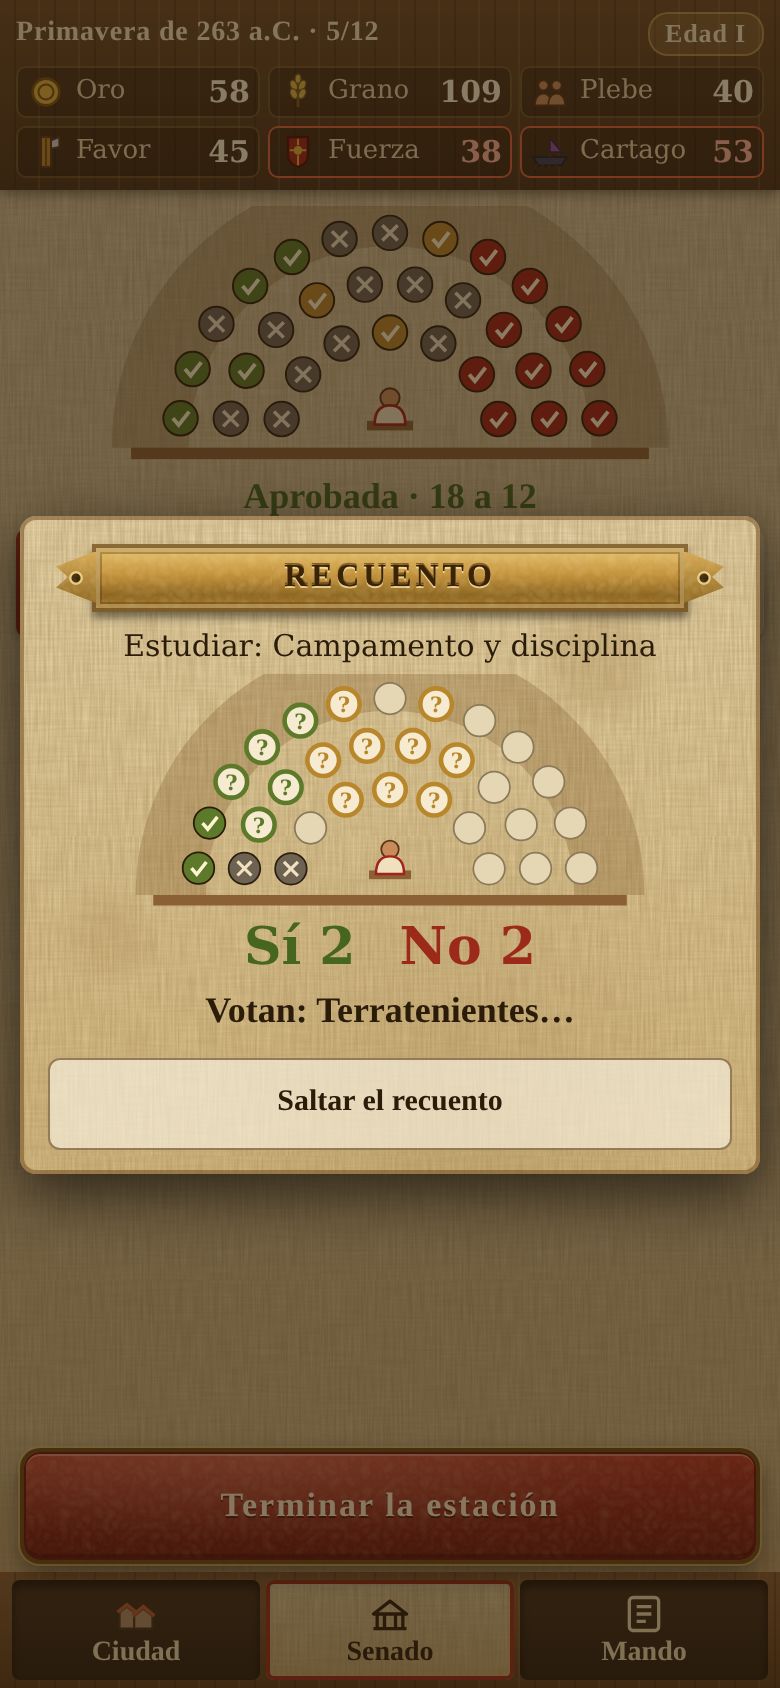 Primavera de 263 a.C. · 5/12
Edad I
Oro 58
Grano 109
Plebe 40
Favor 45
Fuerza 38
Cartago 53
Aprobada · 18 a 12
RECUENTO
Estudiar: Campamento y disciplina
? ? ?
? ? ? ? ?
? ? ? ? ?
?
Sí 2 No 2
Votan: Terratenientes…
Saltar el recuento
Terminar la estación
Ciudad
Senado
Mando